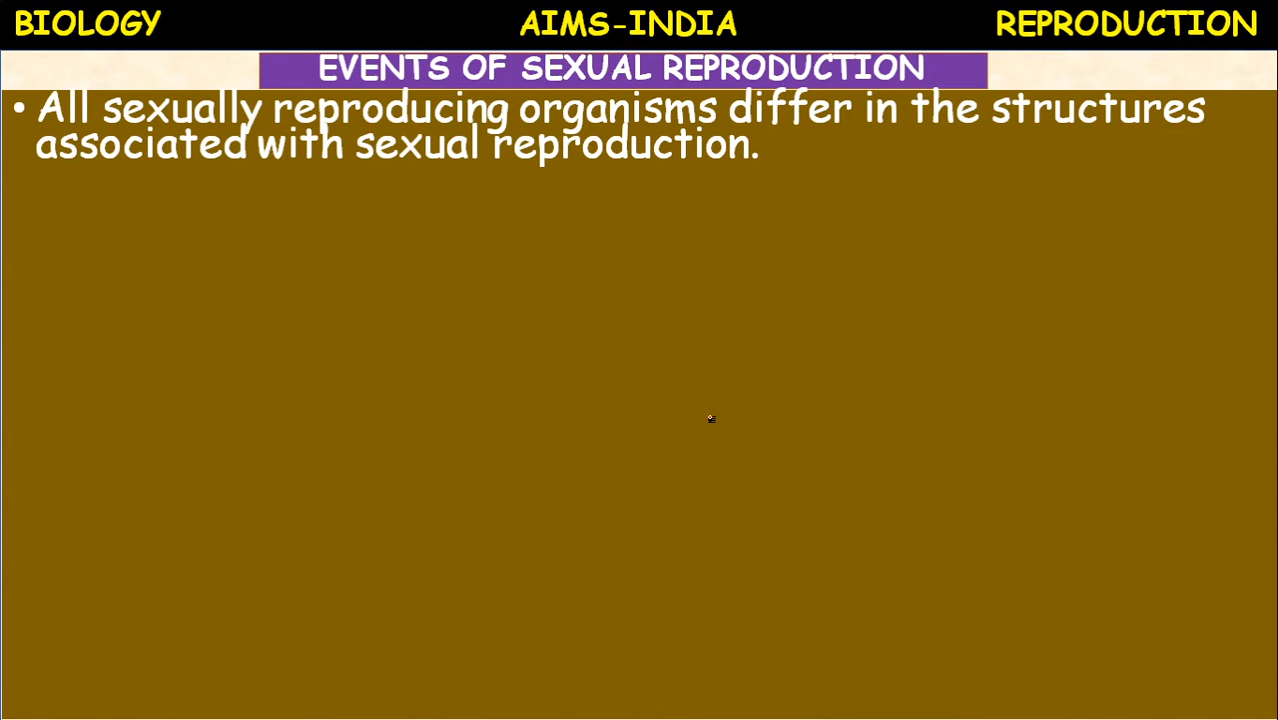 BIOLOGY AIMS-INDIA REPRODUCTION
EVENTS OF SEXUAL REPRODUCTION
• All sexually reproducing organisms differ in the structures
associated with sexual reproduction.